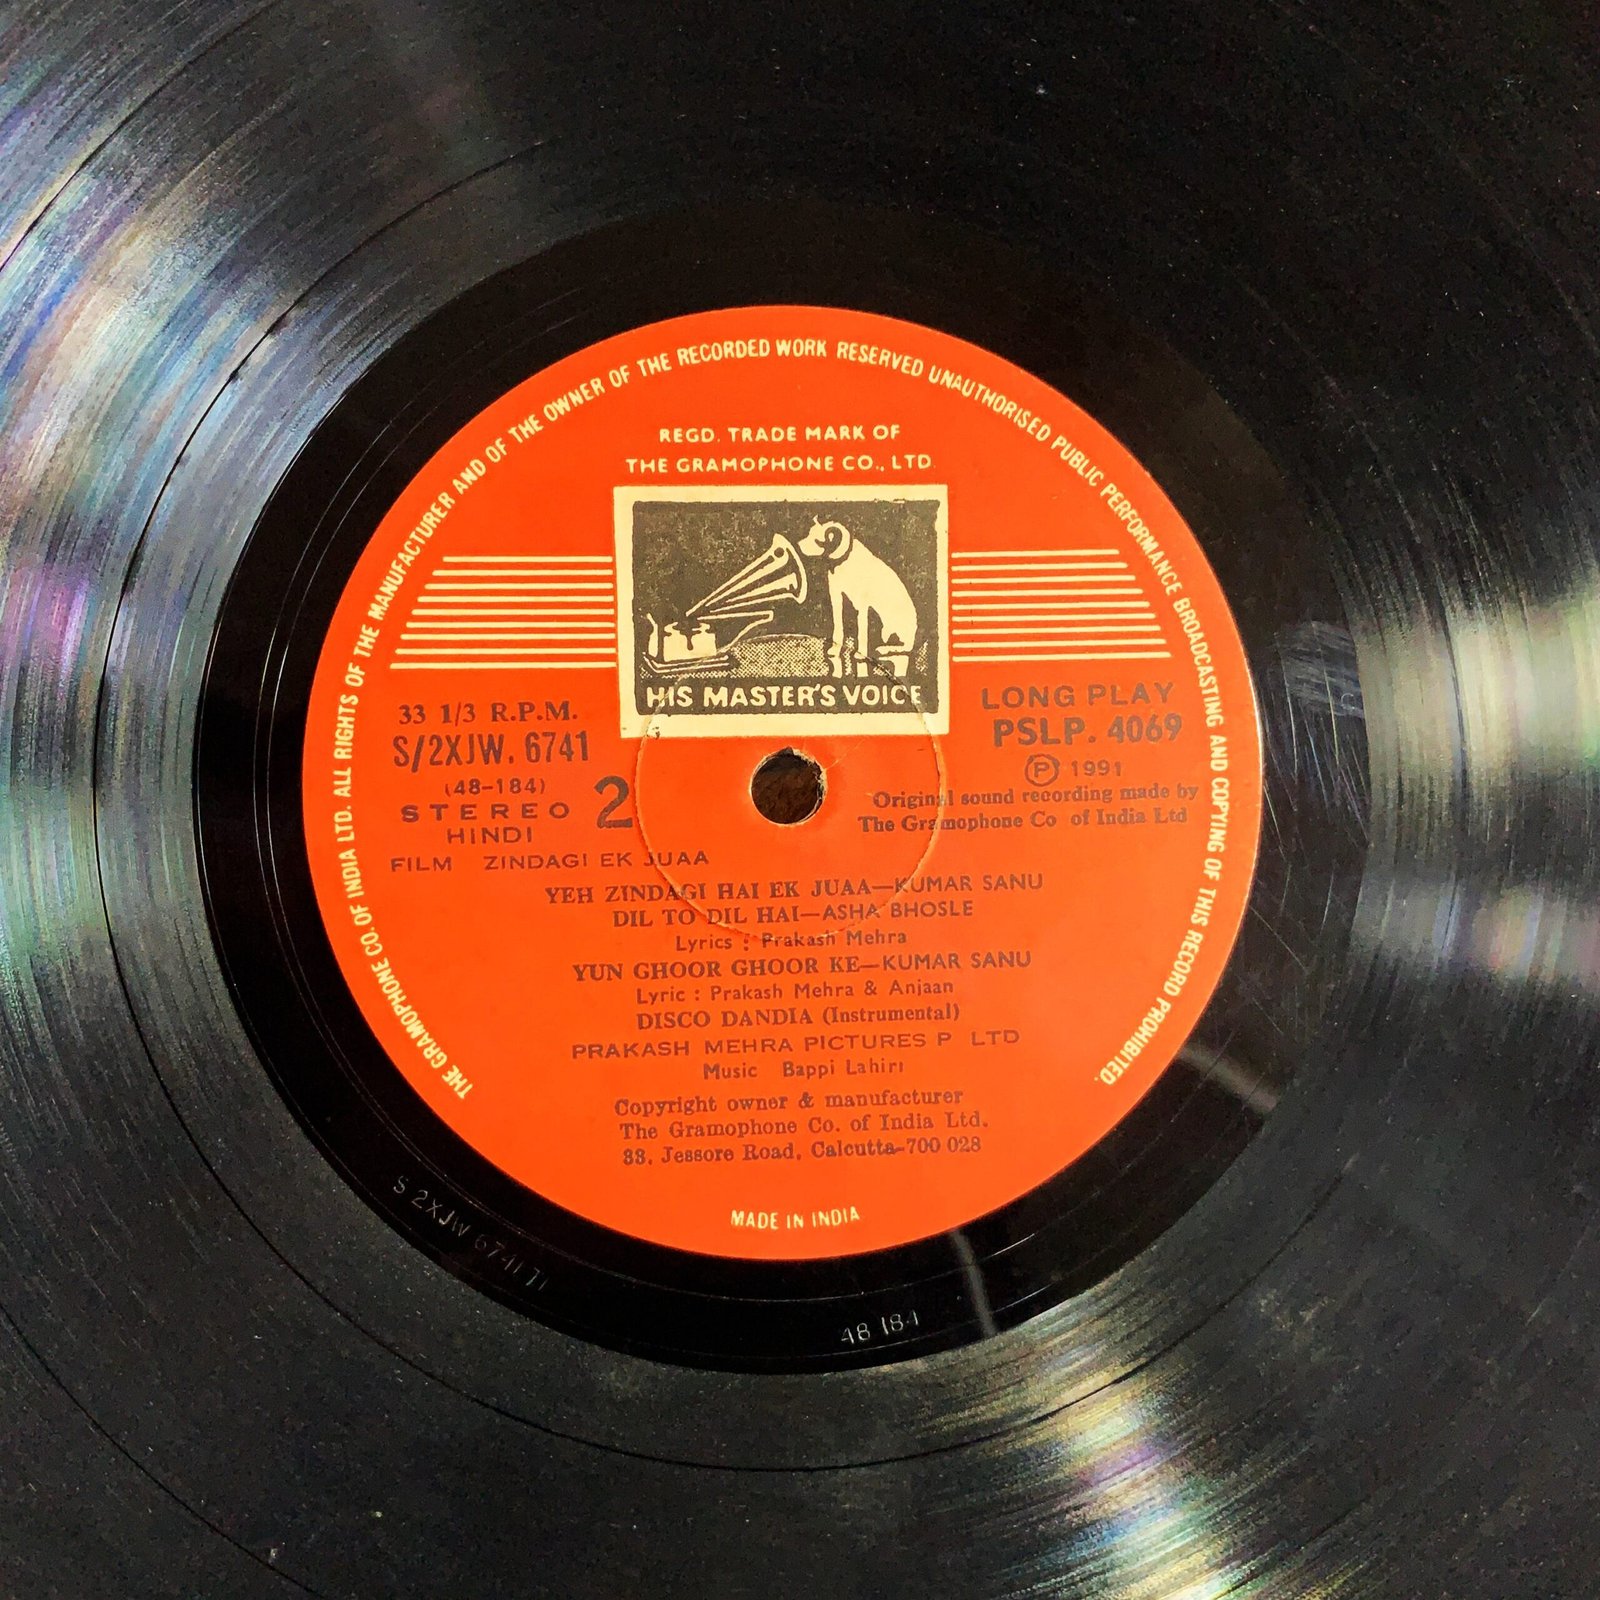 THE GRAMOPHONE CO. OF INDIA LTD. ALL RIGHTS OF THE MANUFACTURER AND OF THE OWNER OF THE RECORDED WORK RESERVED UNAUTHORISED PUBLIC PERFORMANCE BROADCASTING AND COPYING OF THIS RECORD PROHIBITED.
REGD. TRADE MARK OF
THE GRAMOPHONE CO., LTD.
HIS MASTER'S VOICE
33 1/3 R.P.M.
S/2XJW. 6741
(48-184)
STEREO
HINDI
2
LONG PLAY
PSLP. 4069
Ⓟ 1991
Original sound recording made by
The Gramophone Co of India Ltd
FILM ZINDAGI EK JUAA
YEH ZINDAGI HAI EK JUAA—KUMAR SANU
DIL TO DIL HAI—ASHA BHOSLE
Lyrics : Prakash Mehra
YUN GHOOR GHOOR KE—KUMAR SANU
Lyric : Prakash Mehra & Anjaan
DISCO DANDIA (Instrumental)
PRAKASH MEHRA PICTURES P LTD
Music Bappi Lahiri
Copyright owner & manufacturer
The Gramophone Co. of India Ltd.
33, Jessore Road, Calcutta-700 028
MADE IN INDIA
S 2XJW 6741
48 184